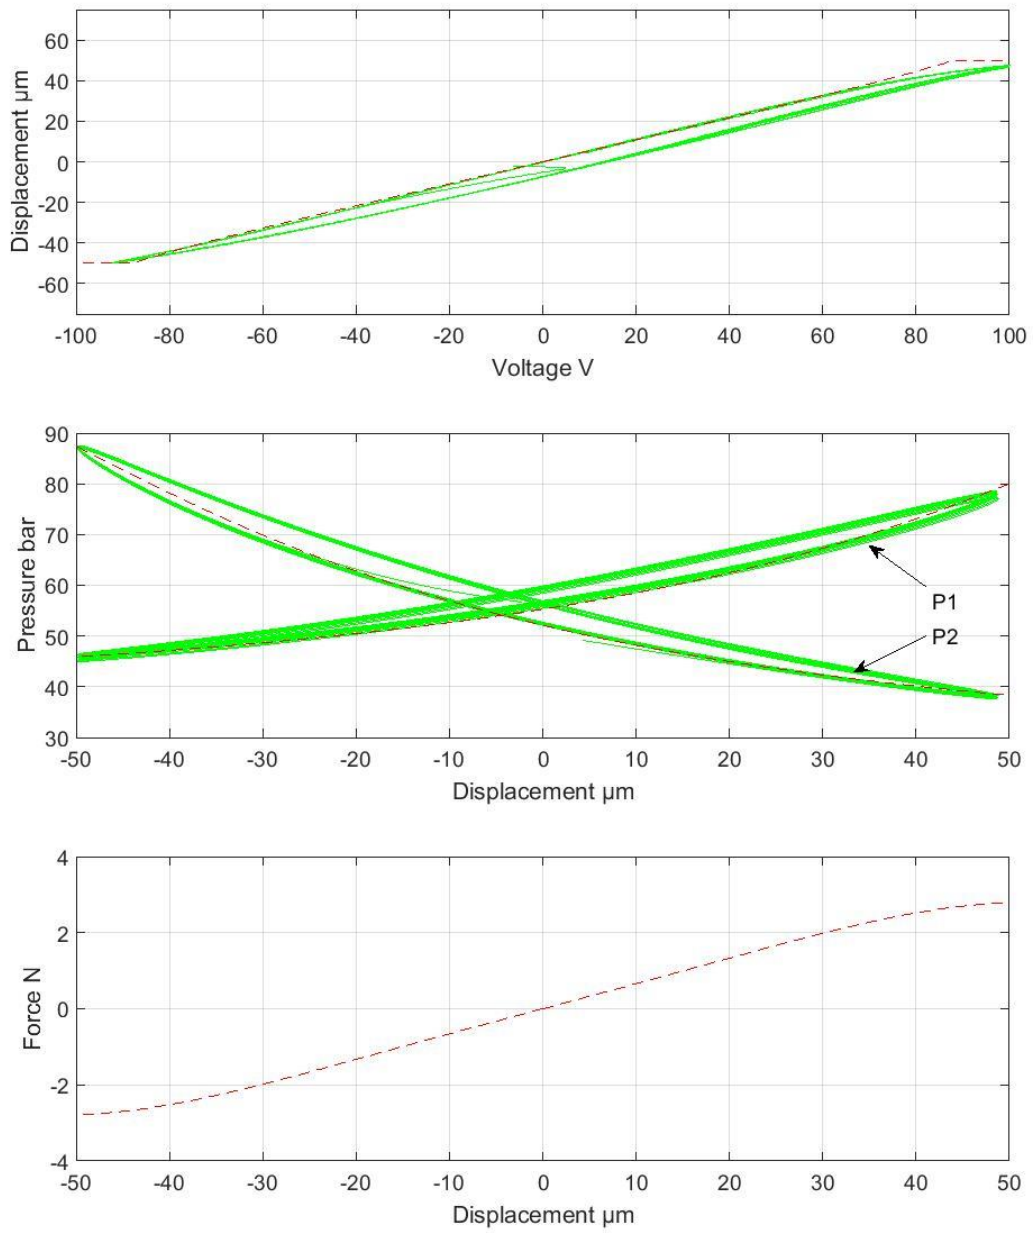 60
40
20
0
-20
-40
-60
Displacement µm
-100 -80 -60 -40 -20 0 20 40 60 80 100
Voltage V
90
80
70
60
50
40
30
Pressure bar
P1
P2
-50 -40 -30 -20 -10 0 10 20 30 40 50
Displacement µm
4
2
0
-2
-4
Force N
-50 -40 -30 -20 -10 0 10 20 30 40 50
Displacement µm